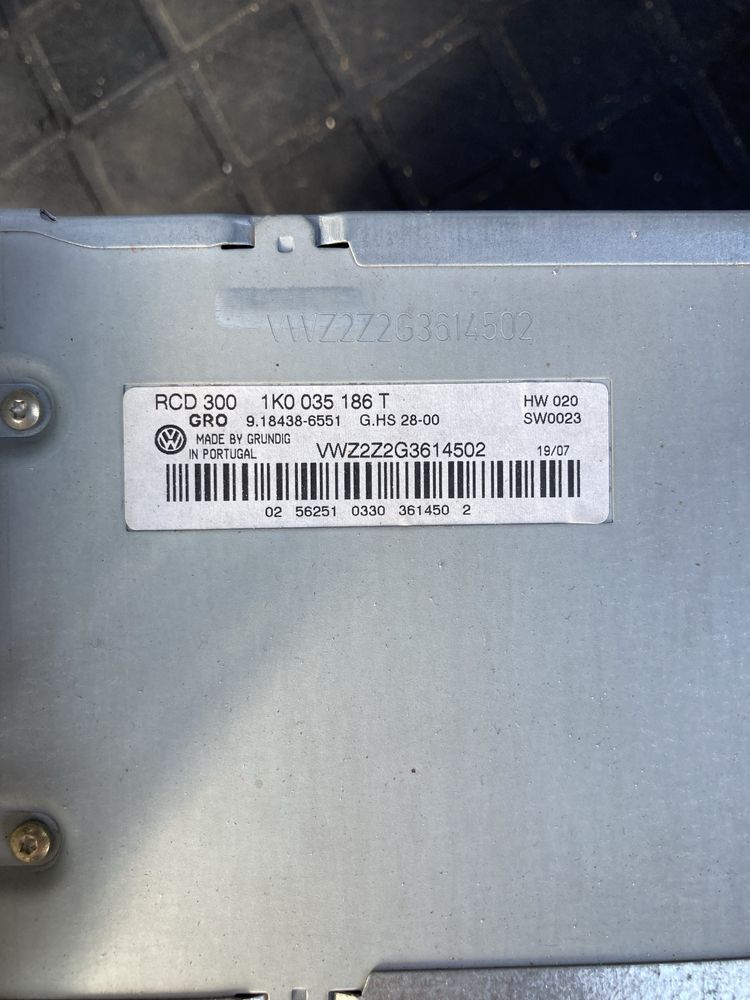 VWZ2Z2G3614502
RCD 300 1K0 035 186 T HW 020
GRO 9.18438-6551 G.HS 28-00 SW0023
MADE BY GRUNDIG
IN PORTUGAL VWZ2Z2G3614502 19/07
02 56251 0330 361450 2